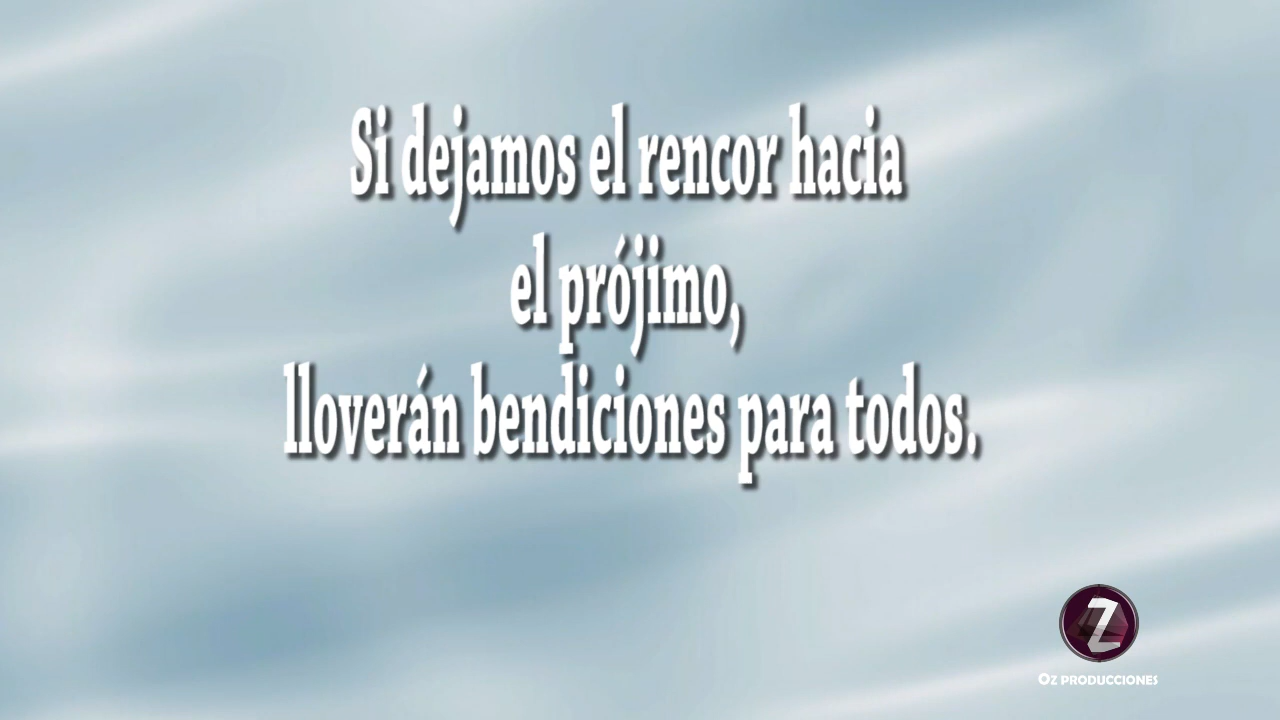 Si dejamos el rencor hacia
el prójimo,
lloverán bendiciones para todos.
Z
Oz PRODUCCIONES